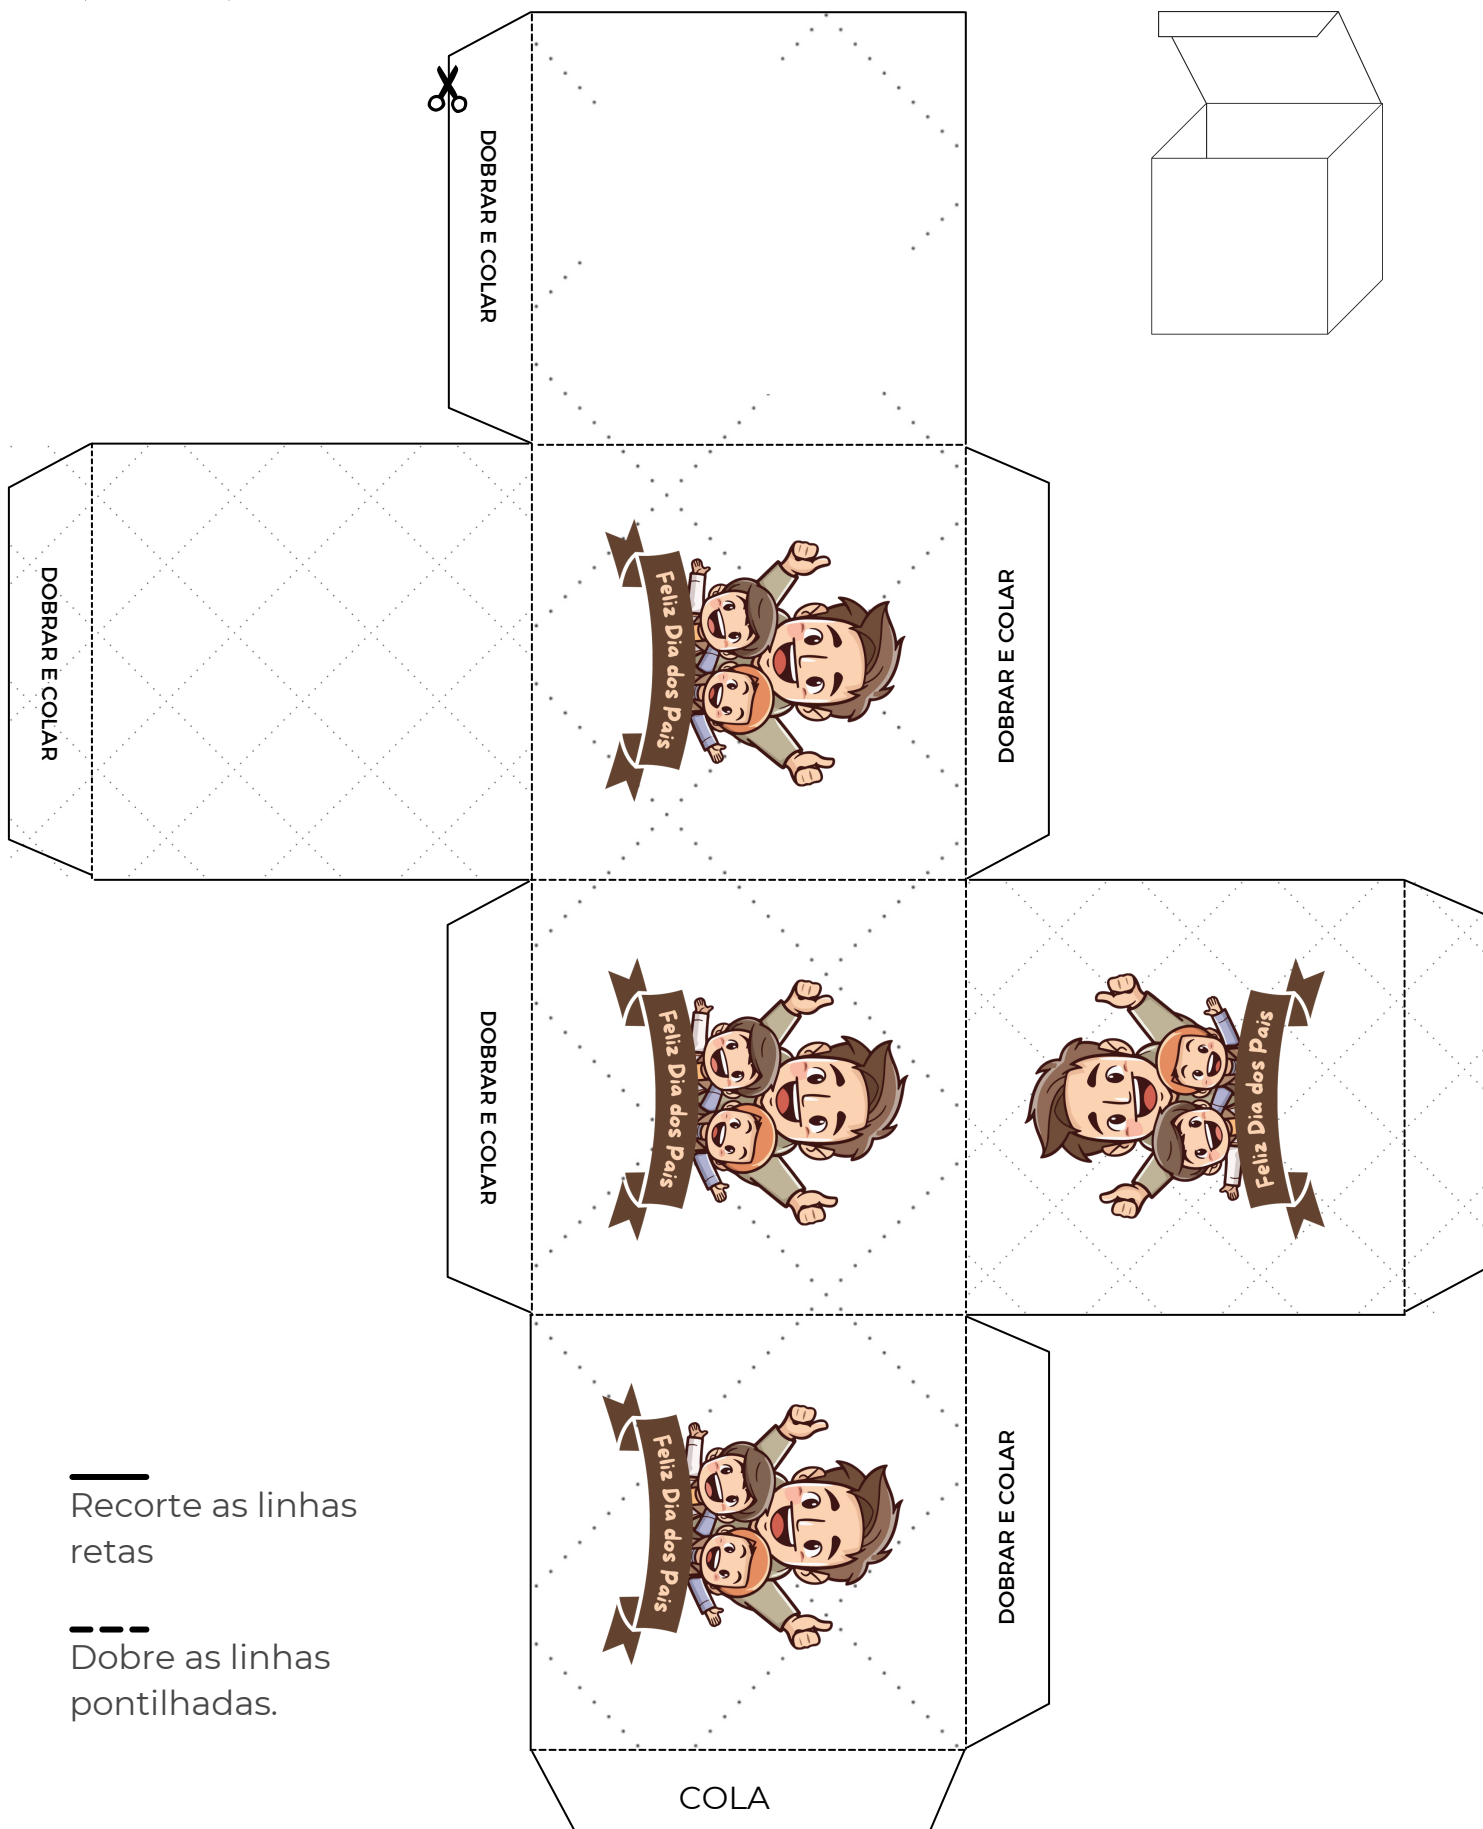 DOBRAR E COLAR
DOBRAR E COLAR
Feliz Dia dos Pais
DOBRAR E COLAR
DOBRAR E COLAR
Feliz Dia dos Pais
Feliz Dia dos Pais
Feliz Dia dos Pais
DOBRAR E COLAR
Recorte as linhas
retas
Dobre as linhas
pontilhadas.
COLA